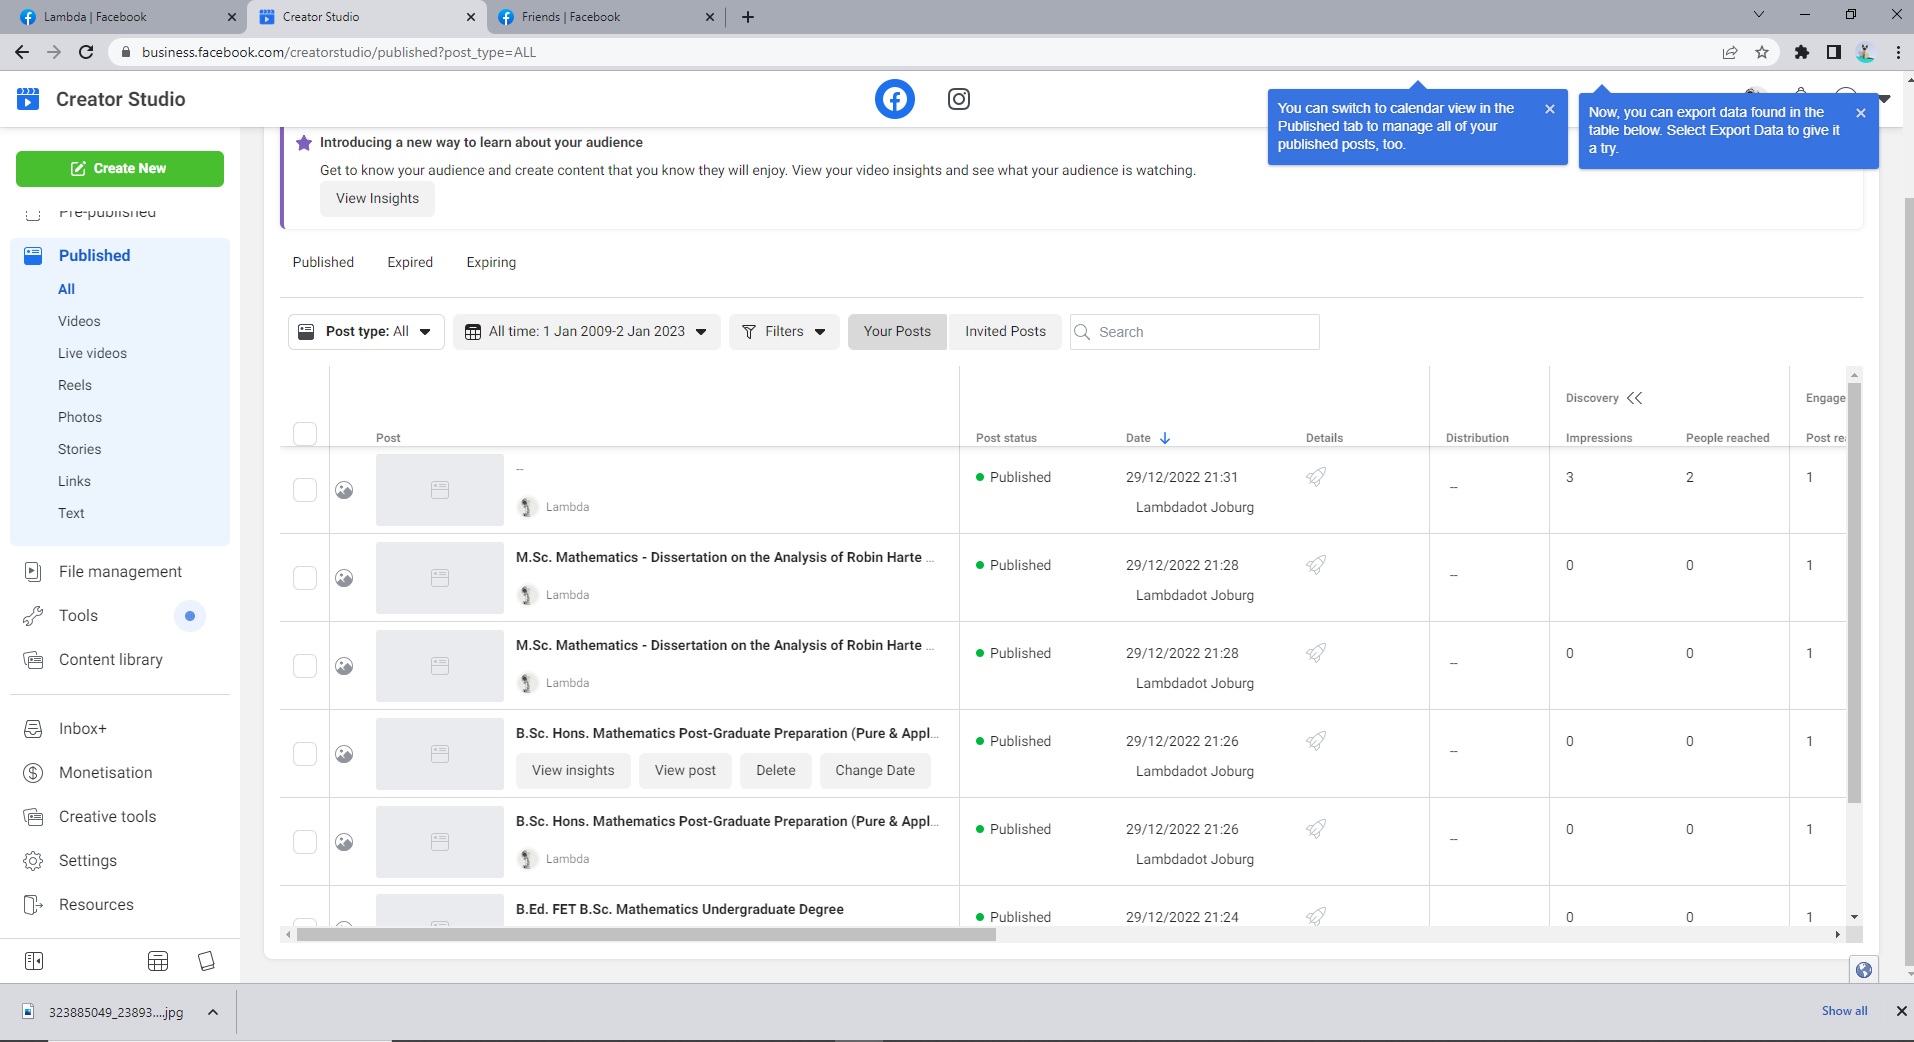 Lambda | Facebook
Creator Studio
Friends | Facebook
business.facebook.com/creatorstudio/published?post_type=ALL
Creator Studio
You can switch to calendar view in the
Published tab to manage all of your
published posts, too.
Now, you can export data found in the
table below. Select Export Data to give it
a try.
Create New
Pre-published
Published
All
Videos
Live videos
Reels
Photos
Stories
Links
Text
File management
Tools
Content library
Inbox+
Monetisation
Creative tools
Settings
Resources
Introducing a new way to learn about your audience
Get to know your audience and create content that you know they will enjoy. View your video insights and see what your audience is watching.
View Insights
Published Expired Expiring
Post type: All All time: 1 Jan 2009-2 Jan 2023 Filters Your Posts Invited Posts Search
Discovery Engage
Post Post status Date Details Distribution Impressions People reached Post re
-- Published 29/12/2022 21:31 -- 3 2 1
Lambda Lambdadot Joburg
M.Sc. Mathematics - Dissertation on the Analysis of Robin Harte ... Published 29/12/2022 21:28 -- 0 0 1
Lambda Lambdadot Joburg
M.Sc. Mathematics - Dissertation on the Analysis of Robin Harte ... Published 29/12/2022 21:28 -- 0 0 1
Lambda Lambdadot Joburg
B.Sc. Hons. Mathematics Post-Graduate Preparation (Pure & Appl... Published 29/12/2022 21:26 -- 0 0 1
View insights View post Delete Change Date Lambdadot Joburg
B.Sc. Hons. Mathematics Post-Graduate Preparation (Pure & Appl... Published 29/12/2022 21:26 -- 0 0 1
Lambda Lambdadot Joburg
B.Ed. FET B.Sc. Mathematics Undergraduate Degree Published 29/12/2022 21:24 0 0 1
323885049_23893....jpg
Show all